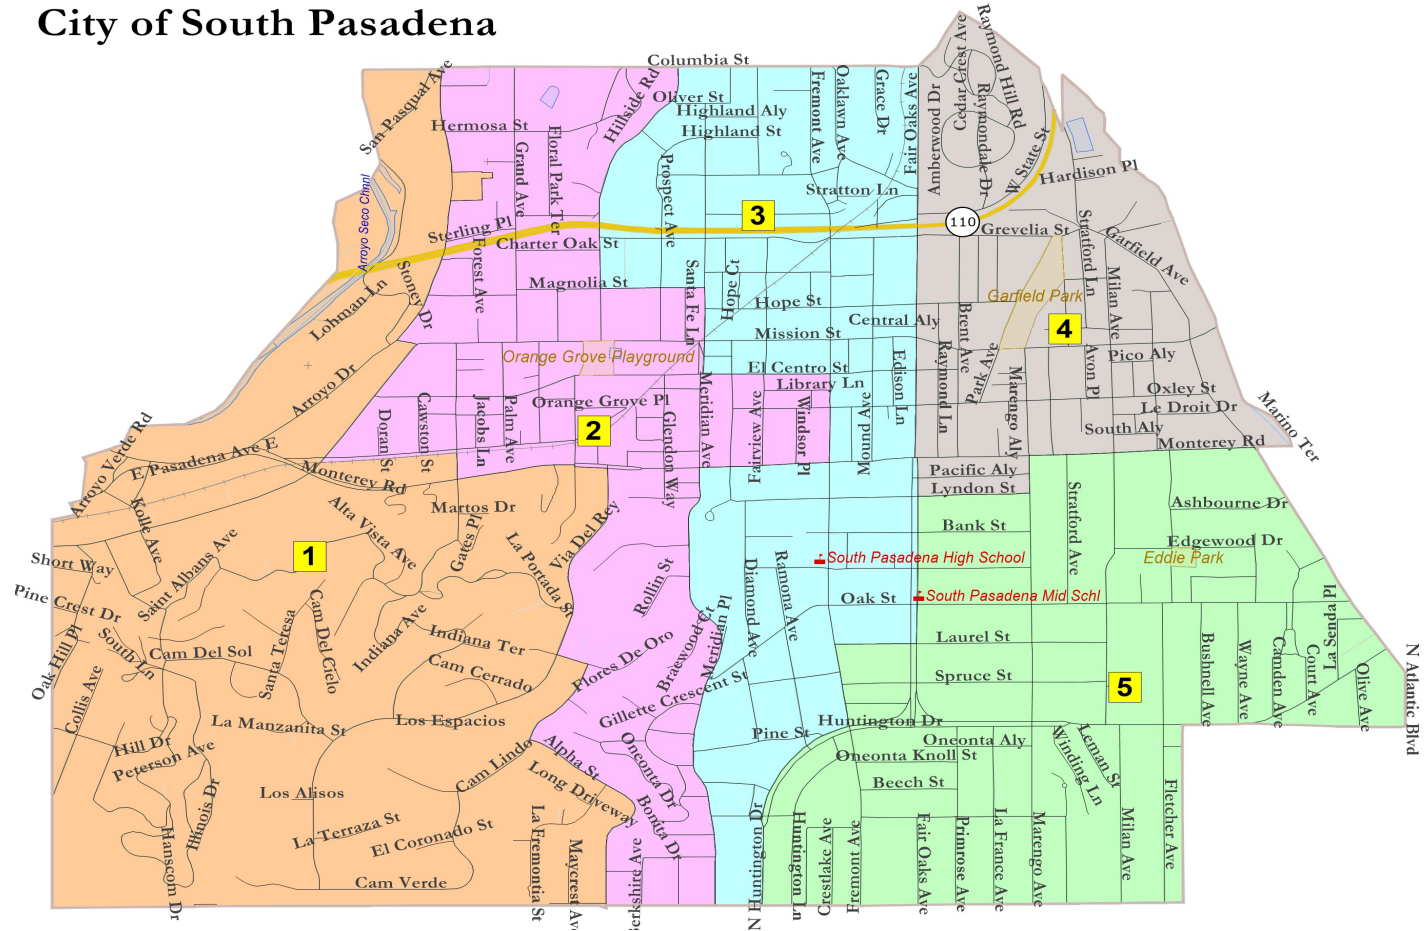 City of South Pasadena
Columbia St
San Pasqual Ave
Hillside Rd
Oliver St
Highland Aly
Highland St
Fremont Ave
Oaklawn Ave
Grace Dr
Fair Oaks Ave
Amberwood Dr
Cedar Crest Ave
Raymond Hill Rd
Raymondale Dr
W State St
Hardison Pl
Hermosa St
Grand Ave
Floral Park Ter
Prospect Ave
Stratton Ln
Arroyo Seco Chnnl
3
110
Sterling Pl
Charter Oak St
Grevelia St
Stratford Ln
Garfield Ave
Stoney Dr
Forest Ave
Magnolia St
Santa Fe Ln
Hope Ct
Hope St
Garfield Park
Milan Ave
Lohman Ln
Mission St
Central Aly
Brent Ave
4
Orange Grove Playground
Edison Ln
Raymond Ln
Park Ave
Marengo Aly
Avon Pl
Pico Aly
El Centro St
Library Ln
Arroyo Dr
Doran St
Cawston St
Jacobs Ln
Palm Ave
Orange Grove Pl
2
Glendon Way
Meridian Ave
Fairview Ave
Windsor Pl
Mound Ave
Oxley St
Le Droit Dr
South Aly
Monterey Rd
Marino Ter
Arroyo Verde Rd
E Pasadena Ave E
Monterey Rd
Pacific Aly
Lyndon St
Kolle Ave
Alta Vista Ave
Martos Dr
Gates Pl
La Portada St
Via Del Rey
Bank St
Stratford Ave
Ashbourne Dr
Edgewood Dr
Eddie Park
Short Way
Saint Albans Ave
1
South Pasadena High School
Diamond Ave
Ramona Ave
Rollin St
Oak St
South Pasadena Mid Schl
Pine Crest Dr
South Ln
Cam Del Sol
Santa Teresa
Cam Del Cielo
Indiana Ave
Indiana Ter
Cam Cerrado
Flores De Oro
Braewood Ct
Meridian Pl
Laurel St
Spruce St
5
Bushnell Ave
Wayne Ave
Camden Ave
Court Ave
La Senda Pl
Olive Ave
N Atlantic Blvd
Oak Hill Pl
Collis Ave
La Manzanita St
Los Espacios
Gillette Crescent St
Huntington Dr
Pine St
Oneonta Aly
Oneonta Knoll St
Winding Ln
Leman St
Hill Dr
Peterson Ave
Cam Lindo
Alpha St
Long Driveway
Oneonta Dr
Bonita Dr
Beech St
Illinois Dr
Los Alisos
La Terraza St
El Coronado St
Hanscom Dr
Cam Verde
La Fremontia St
Maycrest Av
erkshire Ave
N Huntington Dr
Huntington Ln
Crestlake Ave
Fremont Ave
Fair Oaks Ave
Primrose Ave
La France Ave
Marengo Ave
Milan Ave
Fletcher Ave